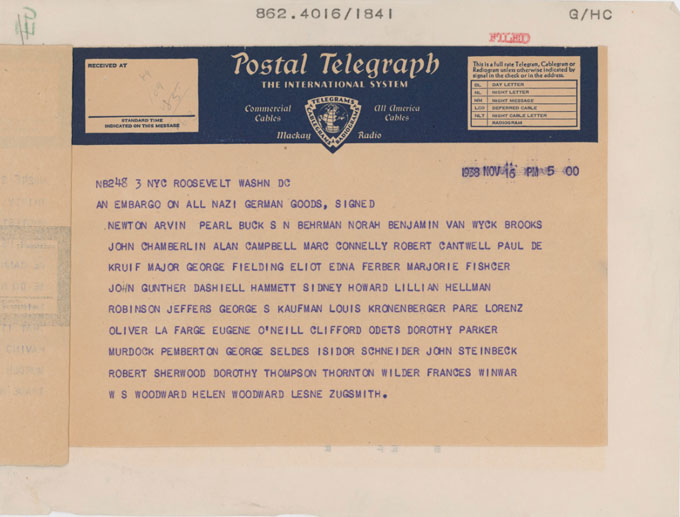 862.4016/1841
G/HC
FILED
RECEIVED AT
STANDARD TIME
INDICATED ON THIS MESSAGE
Postal Telegraph
THE INTERNATIONAL SYSTEM
Commercial
Cables
All America
Cables
Mackay
Radio
TELEGRAMS
This is a full rate Telegram, Cablegram or
Radiogram unless otherwise indicated by
signal in the check or in the address.
DL DAY LETTER
NL NIGHT LETTER
NM NIGHT MESSAGE
LCO DEFERRED CABLE
NLT NIGHT CABLE LETTER
RADIOGRAM
1938 NOV 16 PM 5 00
NB248 3 NYC ROOSEVELT WASHN DC
AN EMBARGO ON ALL NAZI GERMAN GOODS, SIGNED
NEWTON ARVIN PEARL BUCK S N BEHRMAN NORAH BENJAMIN VAN WYCK BROOKS
JOHN CHAMBERLIN ALAN CAMPBELL MARC CONNELLY ROBERT CANTWELL PAUL DE
KRUIF MAJOR GEORGE FIELDING ELIOT EDNA FERBER MARJORIE FISHCER
JOHN GUNTHER DASHIELL HAMMETT SIDNEY HOWARD LILLIAN HELLMAN
ROBINSON JEFFERS GEORGE S KAUFMAN LOUIS KRONENBERGER PARE LORENZ
OLIVER LA FARGE EUGENE O'NEILL CLIFFORD ODETS DOROTHY PARKER
MURDOCK PEMBERTON GEORGE SELDES ISIDOR SCHNEIDER JOHN STEINBECK
ROBERT SHERWOOD DOROTHY THOMPSON THORNTON WILDER FRANCES WINWAR
W S WOODWARD HELEN WOODWARD LESNE ZUGSMITH.